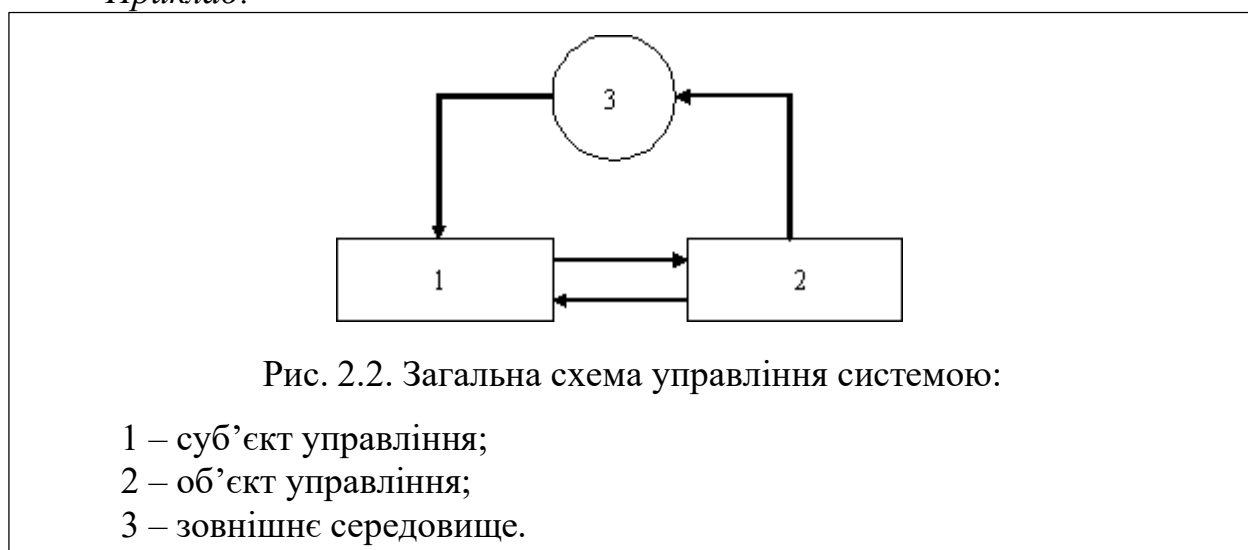 Приклад:
3
1
2
Рис. 2.2. Загальна схема управління системою:
1 – суб’єкт управління;
2 – об’єкт управління;
3 – зовнішнє середовище.